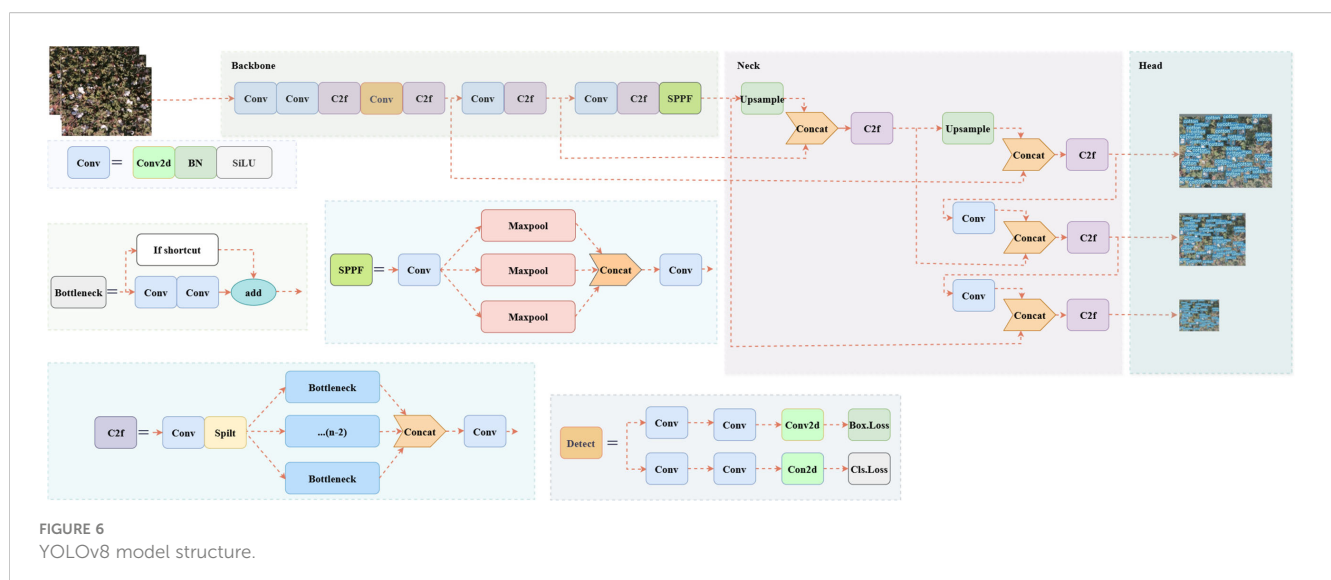 Backbone
Conv Conv C2f Conv C2f Conv C2f Conv C2f SPPF
Neck
Upsample Concat C2f Upsample Concat C2f
Conv Concat C2f
Conv Concat C2f
Head
Conv = Conv2d BN SiLU
If shortcut
Bottleneck = Conv Conv add
Maxpool
SPPF = Conv Maxpool Concat Conv
Maxpool
Bottleneck
C2f = Conv Spilt ...(n-2) Concat Conv
Bottleneck
Conv Conv Conv2d Box.Loss
Detect =
Conv Conv Con2d Cls.Loss
FIGURE 6
YOLOv8 model structure.